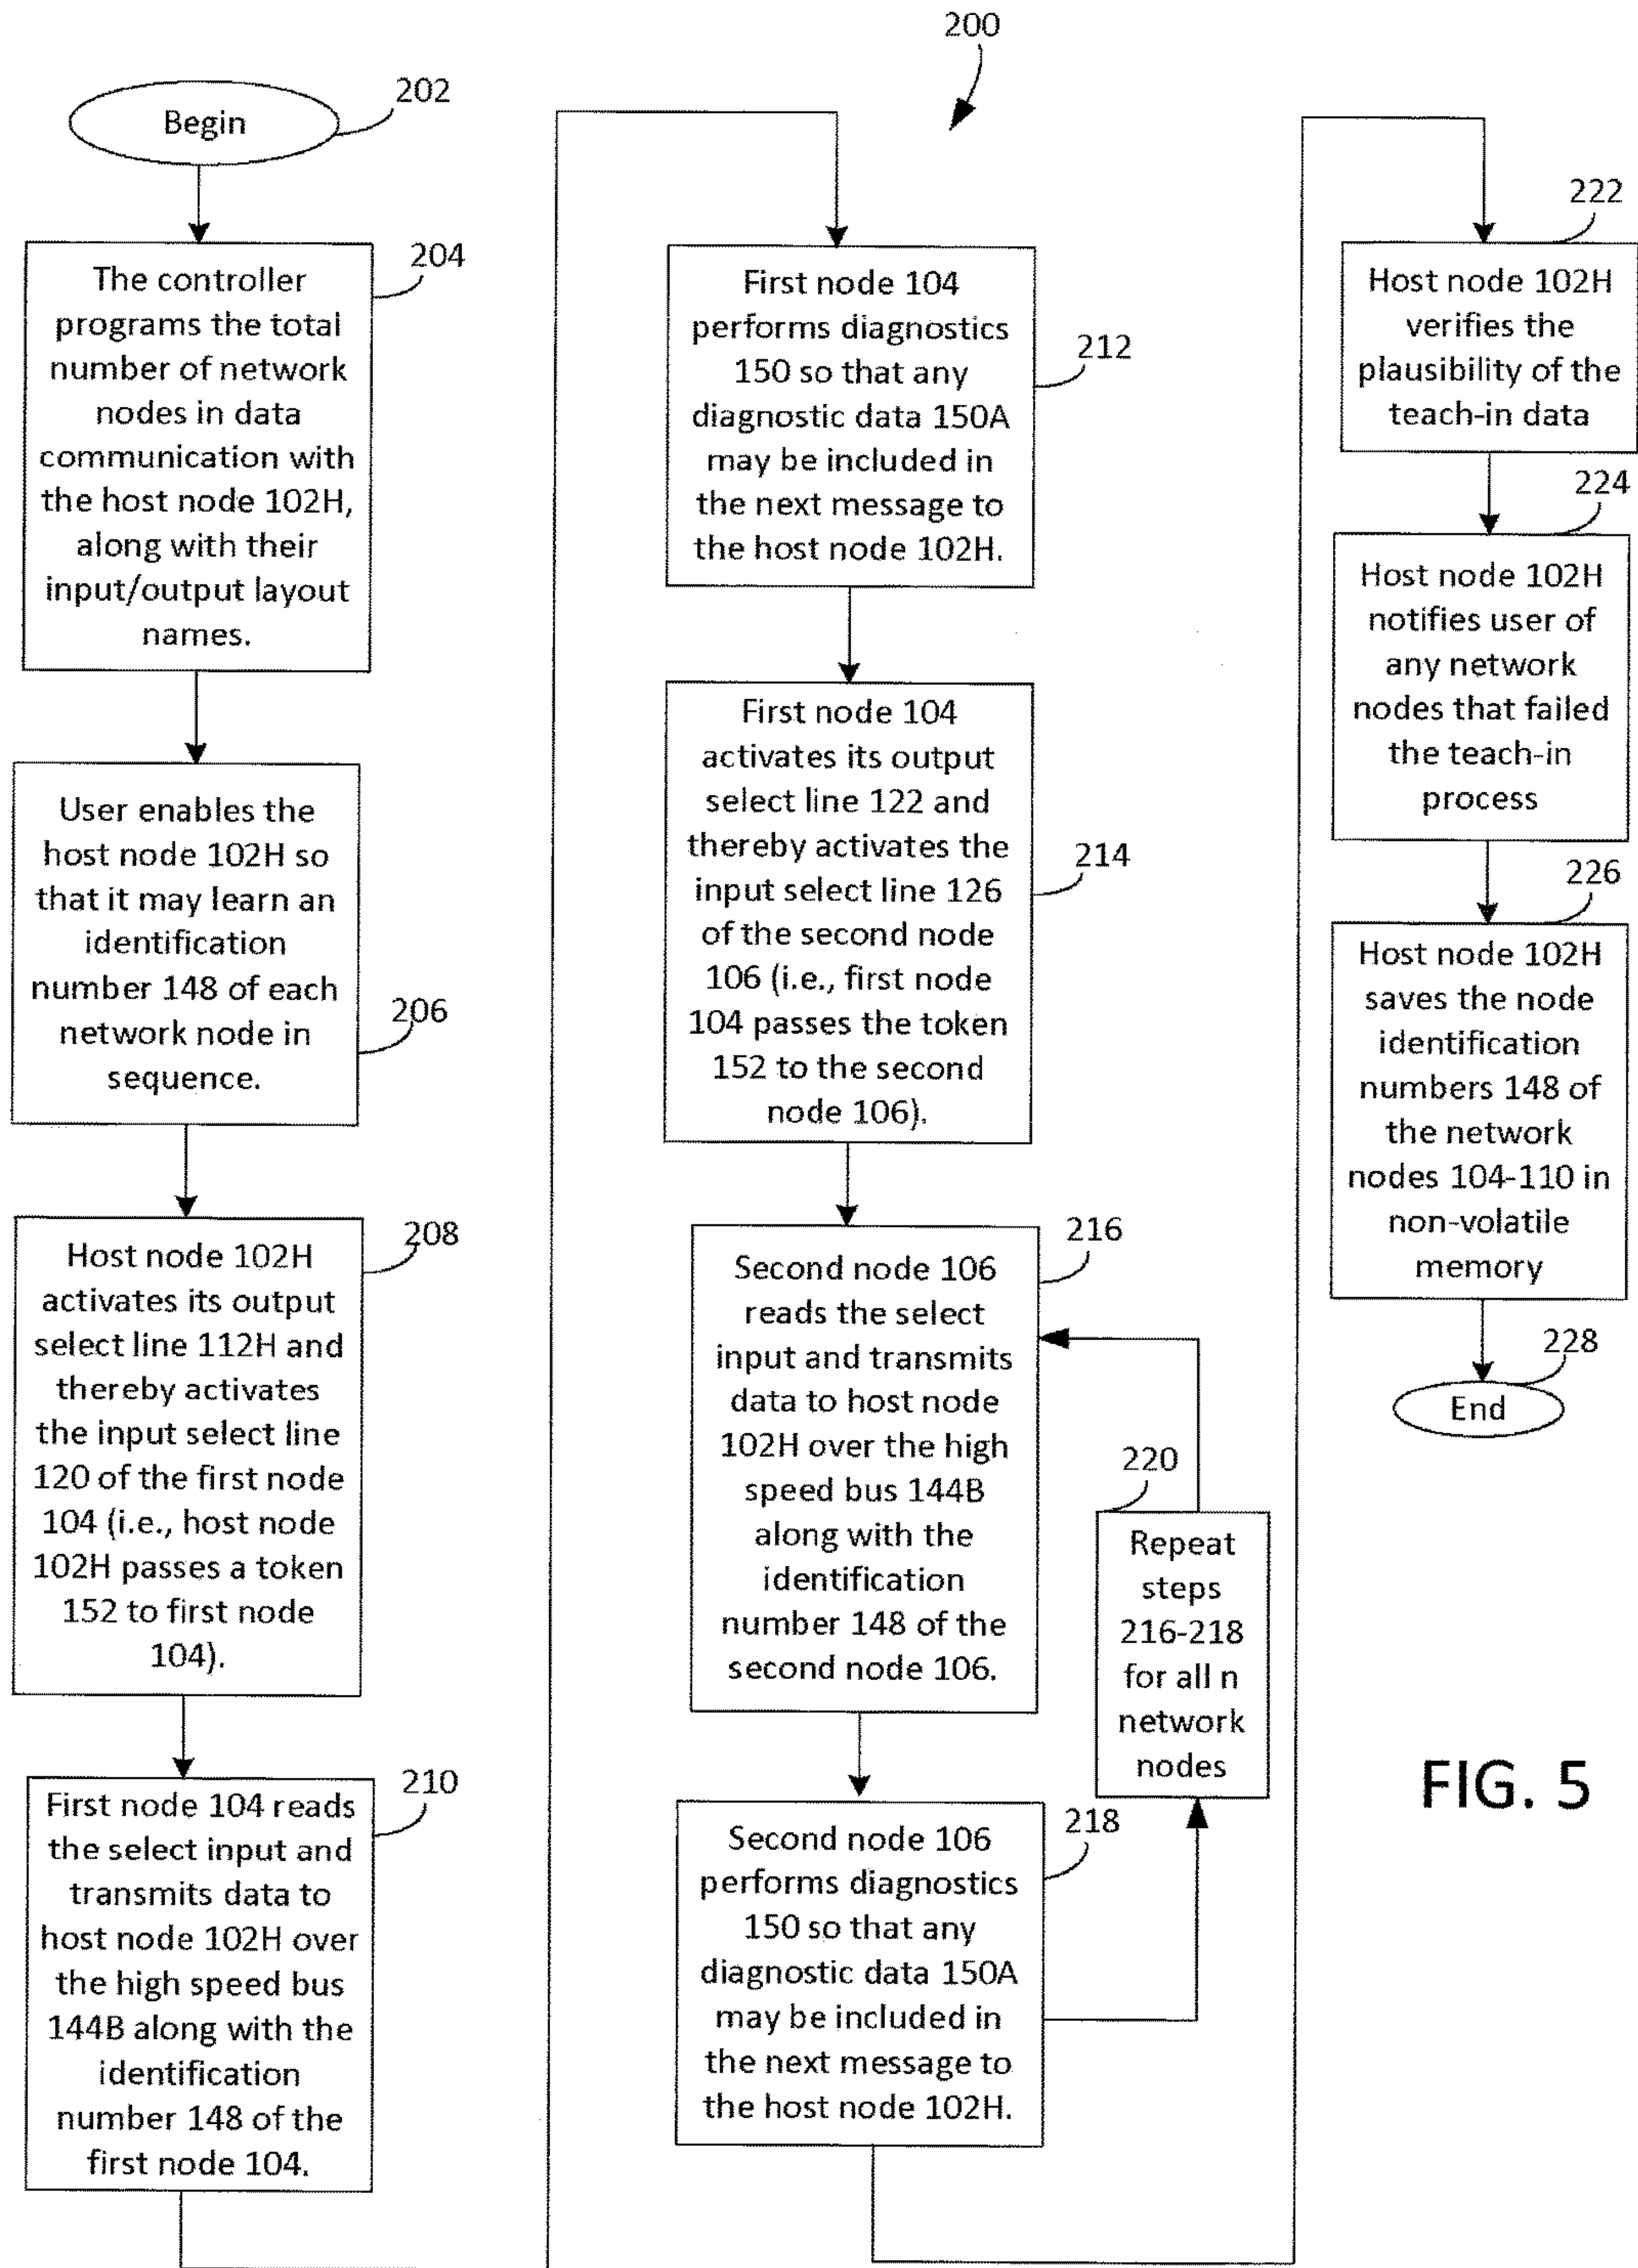 200
202
Begin
204
The controller
programs the total
number of network
nodes in data
communication with
the host node 102H,
along with their
input/output layout
names.
206
User enables the
host node 102H so
that it may learn an
identification
number 148 of each
network node in
sequence.
208
Host node 102H
activates its output
select line 112H and
thereby activates
the input select line
120 of the first node
104 (i.e., host node
102H passes a token
152 to first node
104).
210
First node 104 reads
the select input and
transmits data to
host node 102H over
the high speed bus
144B along with the
identification
number 148 of the
first node 104.
212
First node 104
performs diagnostics
150 so that any
diagnostic data 150A
may be included in
the next message to
the host node 102H.
214
First node 104
activates its output
select line 122 and
thereby activates the
input select line 126
of the second node
106 (i.e., first node
104 passes the token
152 to the second
node 106).
216
Second node 106
reads the select
input and transmits
data to host node
102H over the high
speed bus 144B
along with the
identification
number 148 of the
second node 106.
218
Second node 106
performs diagnostics
150 so that any
diagnostic data 150A
may be included in
the next message to
the host node 102H.
220
Repeat
steps
216-218
for all n
network
nodes
222
Host node 102H
verifies the
plausibility of the
teach-in data
224
Host node 102H
notifies user of
any network
nodes that failed
the teach-in
process
226
Host node 102H
saves the node
identification
numbers 148 of
the network
nodes 104-110 in
non-volatile
memory
228
End
FIG. 5